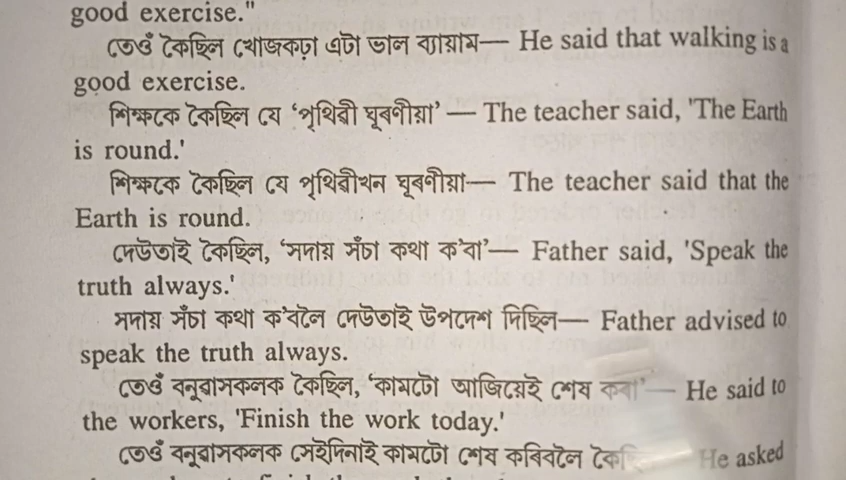 good exercise."
তেওঁ কৈছিল খোজকঢ়া এটা ভাল ব্যায়াম— He said that walking is a
good exercise.
শিক্ষকে কৈছিল যে ‘পৃথিৱী ঘূৰণীয়া’ — The teacher said, 'The Earth
is round.'
শিক্ষকে কৈছিল যে পৃথিৱীখন ঘূৰণীয়া— The teacher said that the
Earth is round.
দেউতাই কৈছিল, ‘সদায় সঁচা কথা ক'বা’— Father said, 'Speak the
truth always.'
সদায় সঁচা কথা ক'বলৈ দেউতাই উপদেশ দিছিল— Father advised to
speak the truth always.
তেওঁ বনুৱাসকলক কৈছিল, ‘কামটো আজিয়েই শেষ কৰা’— He said to
the workers, 'Finish the work today.'
তেওঁ বনুৱাসকলক সেইদিনাই কামটো শেষ কৰিবলৈ He asked